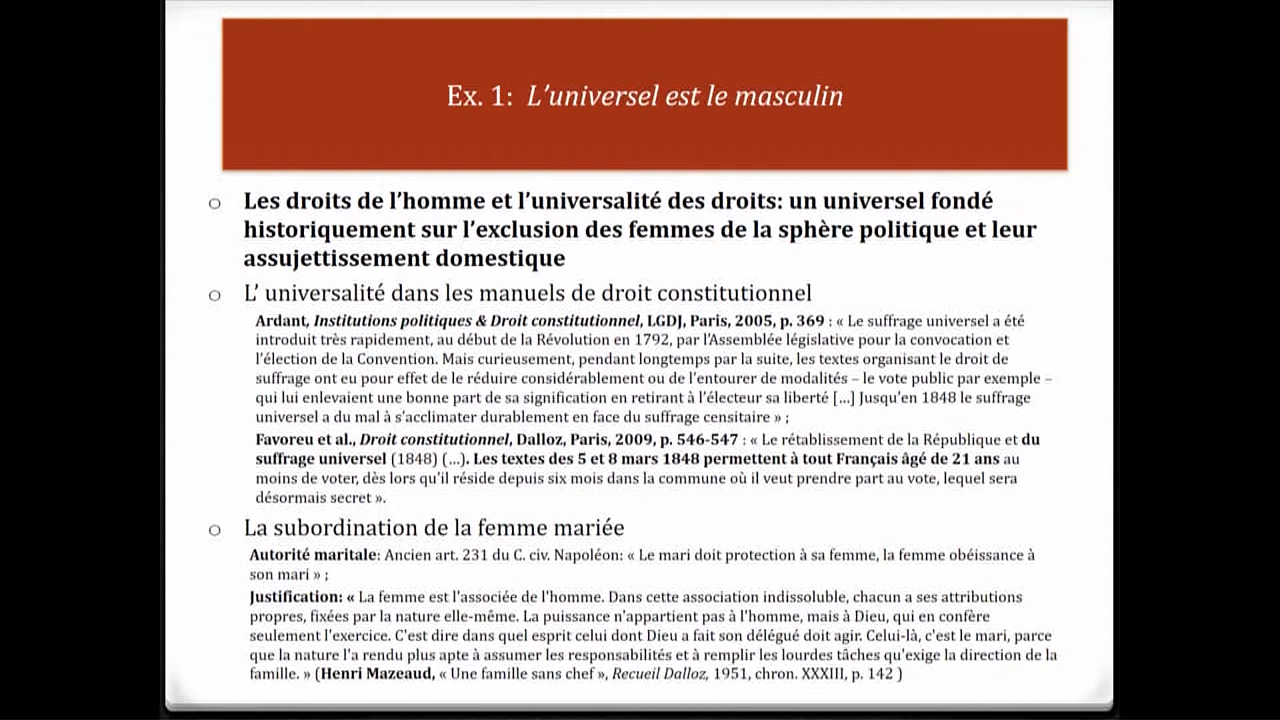 Ex. 1: L’universel est le masculin
o Les droits de l’homme et l’universalité des droits: un universel fondé
historiquement sur l’exclusion des femmes de la sphère politique et leur
assujettissement domestique
o L’ universalité dans les manuels de droit constitutionnel
Ardant, Institutions politiques & Droit constitutionnel, LGDJ, Paris, 2005, p. 369 : « Le suffrage universel a été
introduit très rapidement, au début de la Révolution en 1792, par l’Assemblée législative pour la convocation et
l’élection de la Convention. Mais curieusement, pendant longtemps par la suite, les textes organisant le droit de
suffrage ont eu pour effet de le réduire considérablement ou de l’entourer de modalités – le vote public par exemple –
qui lui enlevaient une bonne part de sa signification en retirant à l’électeur sa liberté [...] Jusqu’en 1848 le suffrage
universel a du mal à s’acclimater durablement en face du suffrage censitaire » ;
Favoreu et al., Droit constitutionnel, Dalloz, Paris, 2009, p. 546-547 : « Le rétablissement de la République et du
suffrage universel (1848) (...). Les textes des 5 et 8 mars 1848 permettent à tout Français âgé de 21 ans au
moins de voter, dès lors qu’il réside depuis six mois dans la commune où il veut prendre part au vote, lequel sera
désormais secret ».
o La subordination de la femme mariée
Autorité maritale: Ancien art. 231 du C. civ. Napoléon: « Le mari doit protection à sa femme, la femme obéissance à
son mari » ;
Justification: « La femme est l'associée de l'homme. Dans cette association indissoluble, chacun a ses attributions
propres, fixées par la nature elle-même. La puissance n'appartient pas à l'homme, mais à Dieu, qui en confère
seulement l'exercice. C'est dire dans quel esprit celui dont Dieu a fait son délégué doit agir. Celui-là, c'est le mari, parce
que la nature l'a rendu plus apte à assumer les responsabilités et à remplir les lourdes tâches qu'exige la direction de la
famille. » (Henri Mazeaud, « Une famille sans chef », Recueil Dalloz, 1951, chron. XXXIII, p. 142 )